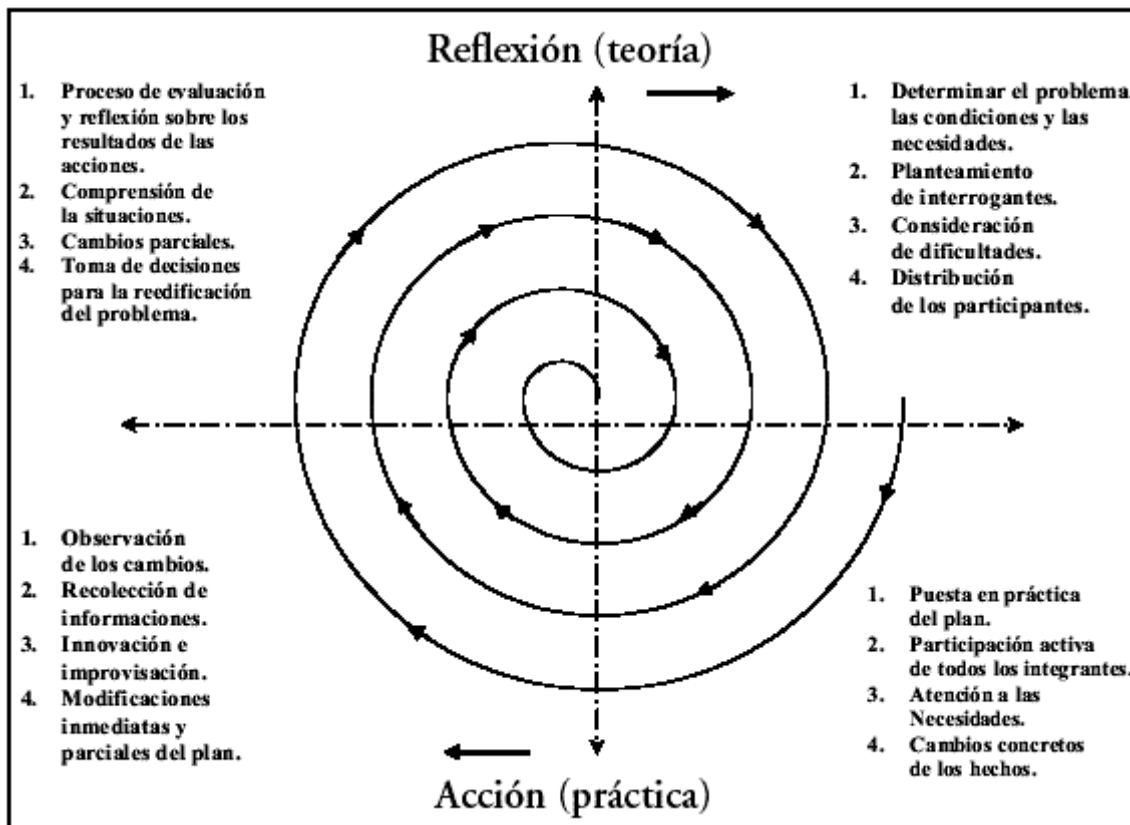 Reflexión (teoría)
1. Proceso de evaluación
y reflexión sobre los
resultados de las
acciones.
2. Comprensión de
la situaciones.
3. Cambios parciales.
4. Toma de decisiones
para la reedificación
del problema.
1. Determinar el problema
las condiciones y las
necesidades.
2. Planteamiento
de interrogantes.
3. Consideración
de dificultades.
4. Distribución
de los participantes.
1. Observación
de los cambios.
2. Recolección de
informaciones.
3. Innovación e
improvisación.
4. Modificaciones
inmediatas y
parciales del plan.
1. Puesta en práctica
del plan.
2. Participación activa
de todos los integrantes.
3. Atención a las
Necesidades.
4. Cambios concretos
de los hechos.
Acción (práctica)